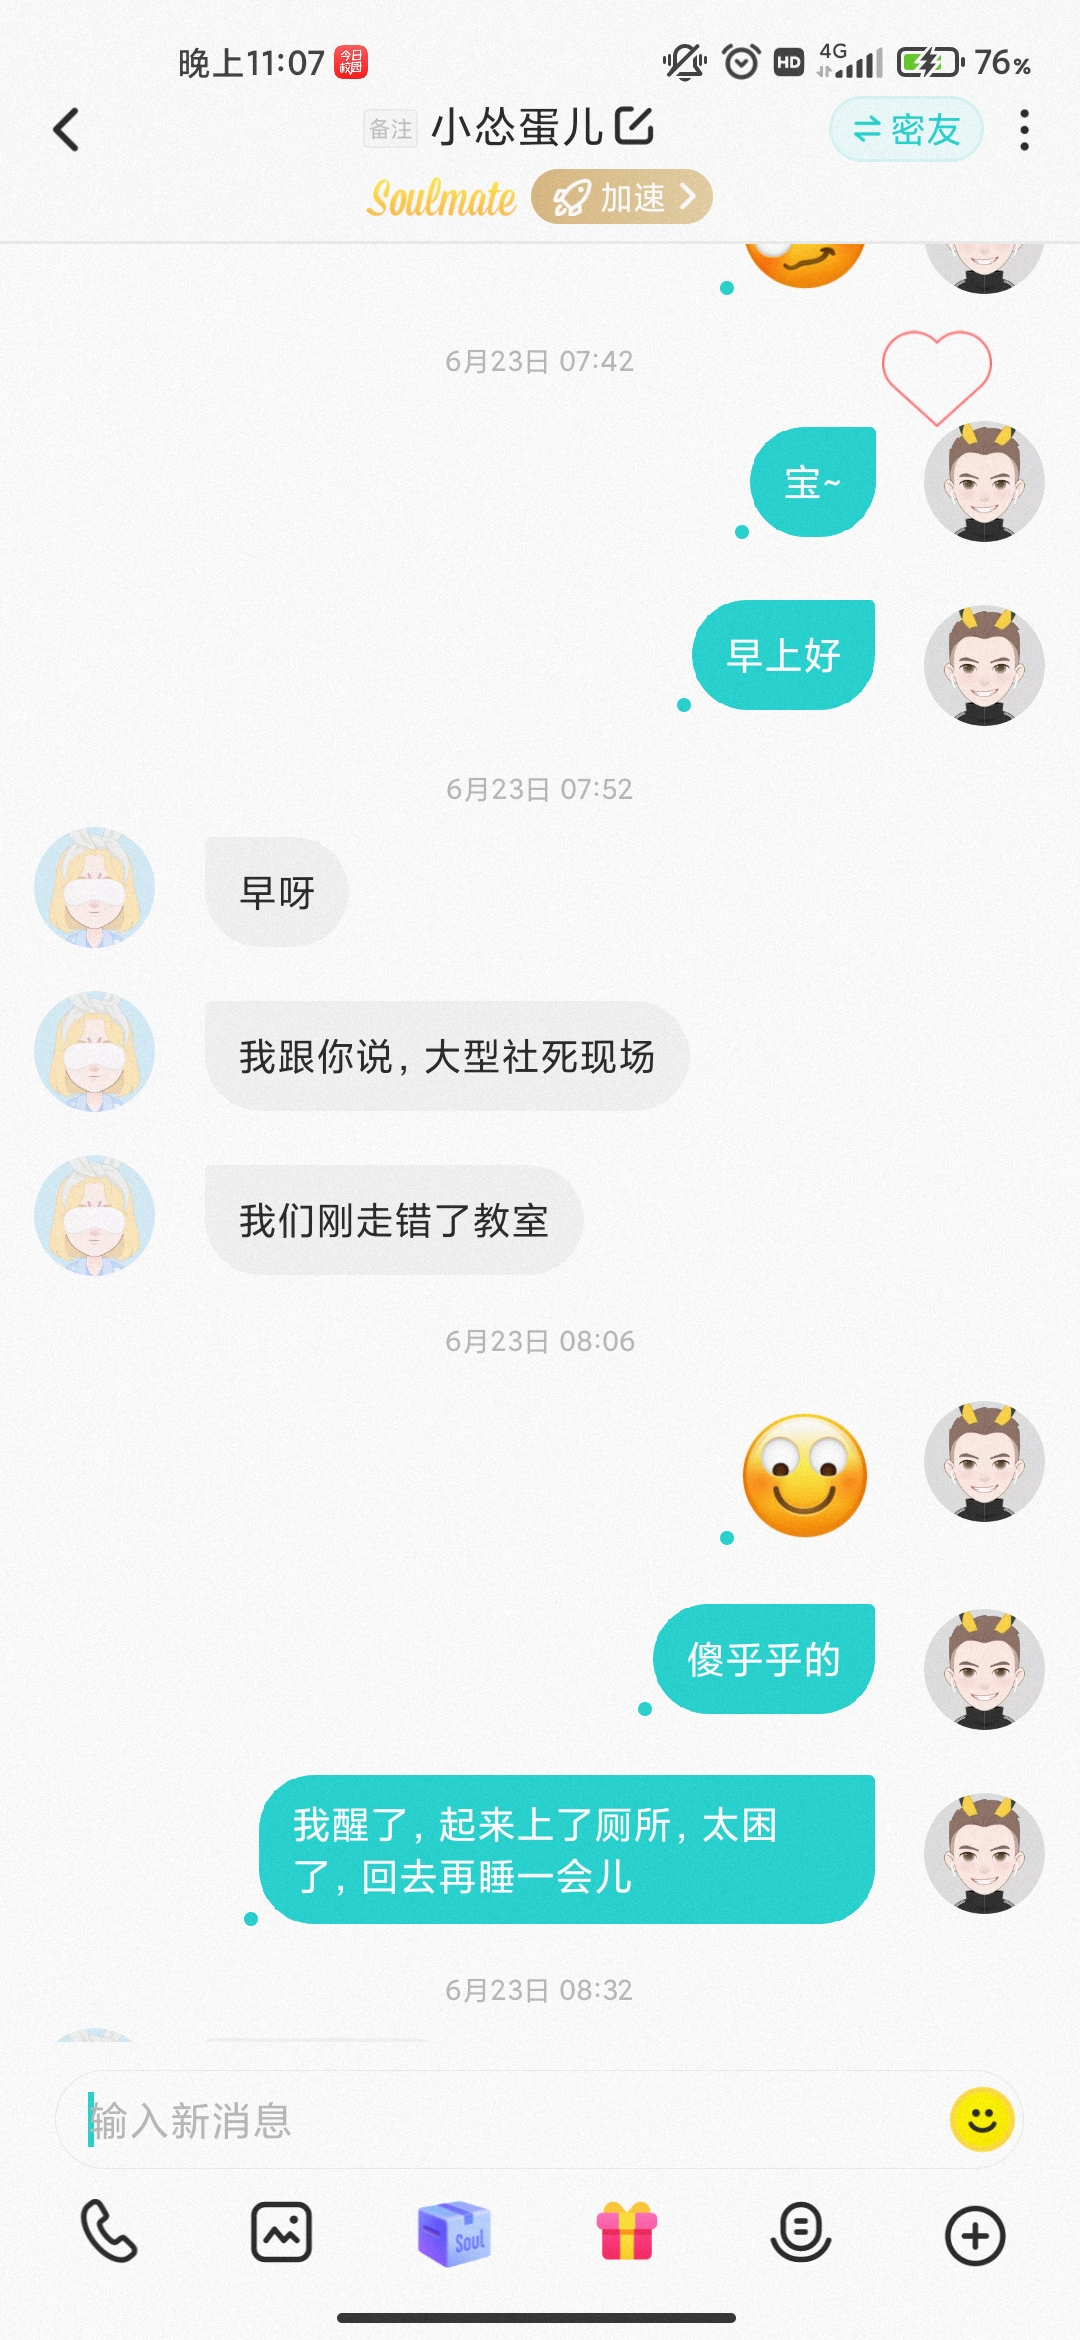 晚上11:07 今日校园 HD 4G 76%
备注 小怂蛋儿 密友
Soulmate 加速
6月23日 07:42
宝~
早上好
6月23日 07:52
早呀
我跟你说，大型社死现场
我们刚走错了教室
6月23日 08:06
傻乎乎的
我醒了，起来上了厕所，太困
了，回去再睡一会儿
6月23日 08:32
输入新消息
Soul